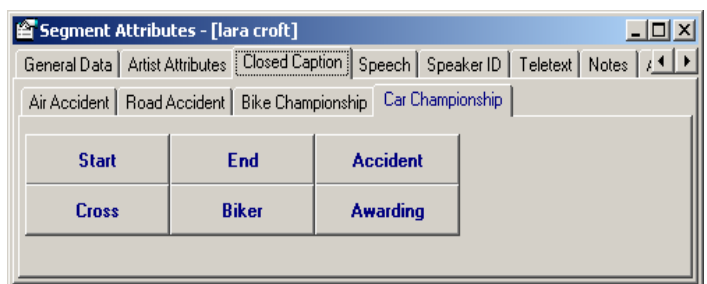 Segment Attributes - [lara croft]
General Data Artist Attributes Closed Caption Speech Speaker ID Teletext Notes
Air Accident Road Accident Bike Championship Car Championship
Start End Accident
Cross Biker Awarding